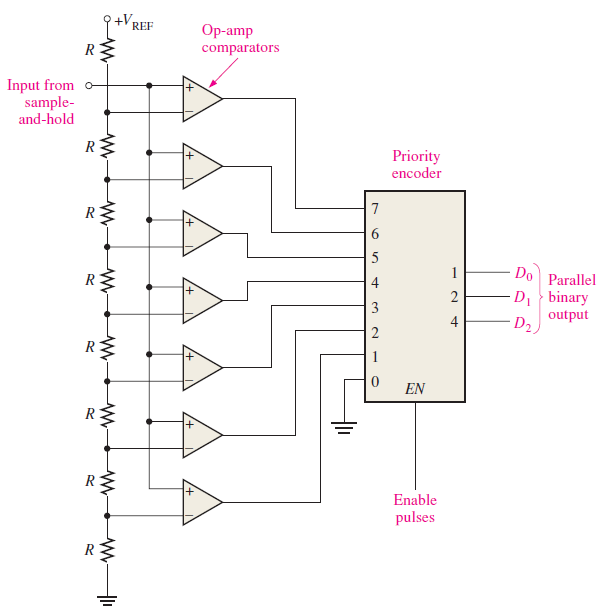 +VREF
Op-amp
comparators
R
Input from
sample-
and-hold
+
−
R
+
−
Priority
encoder
R
+
−
7
6
5
R
+
−
4
1
D0
Parallel
3
2
D1
binary
2
4
D2
output
R
+
−
1
0
EN
R
+
−
R
+
−
Enable
pulses
R